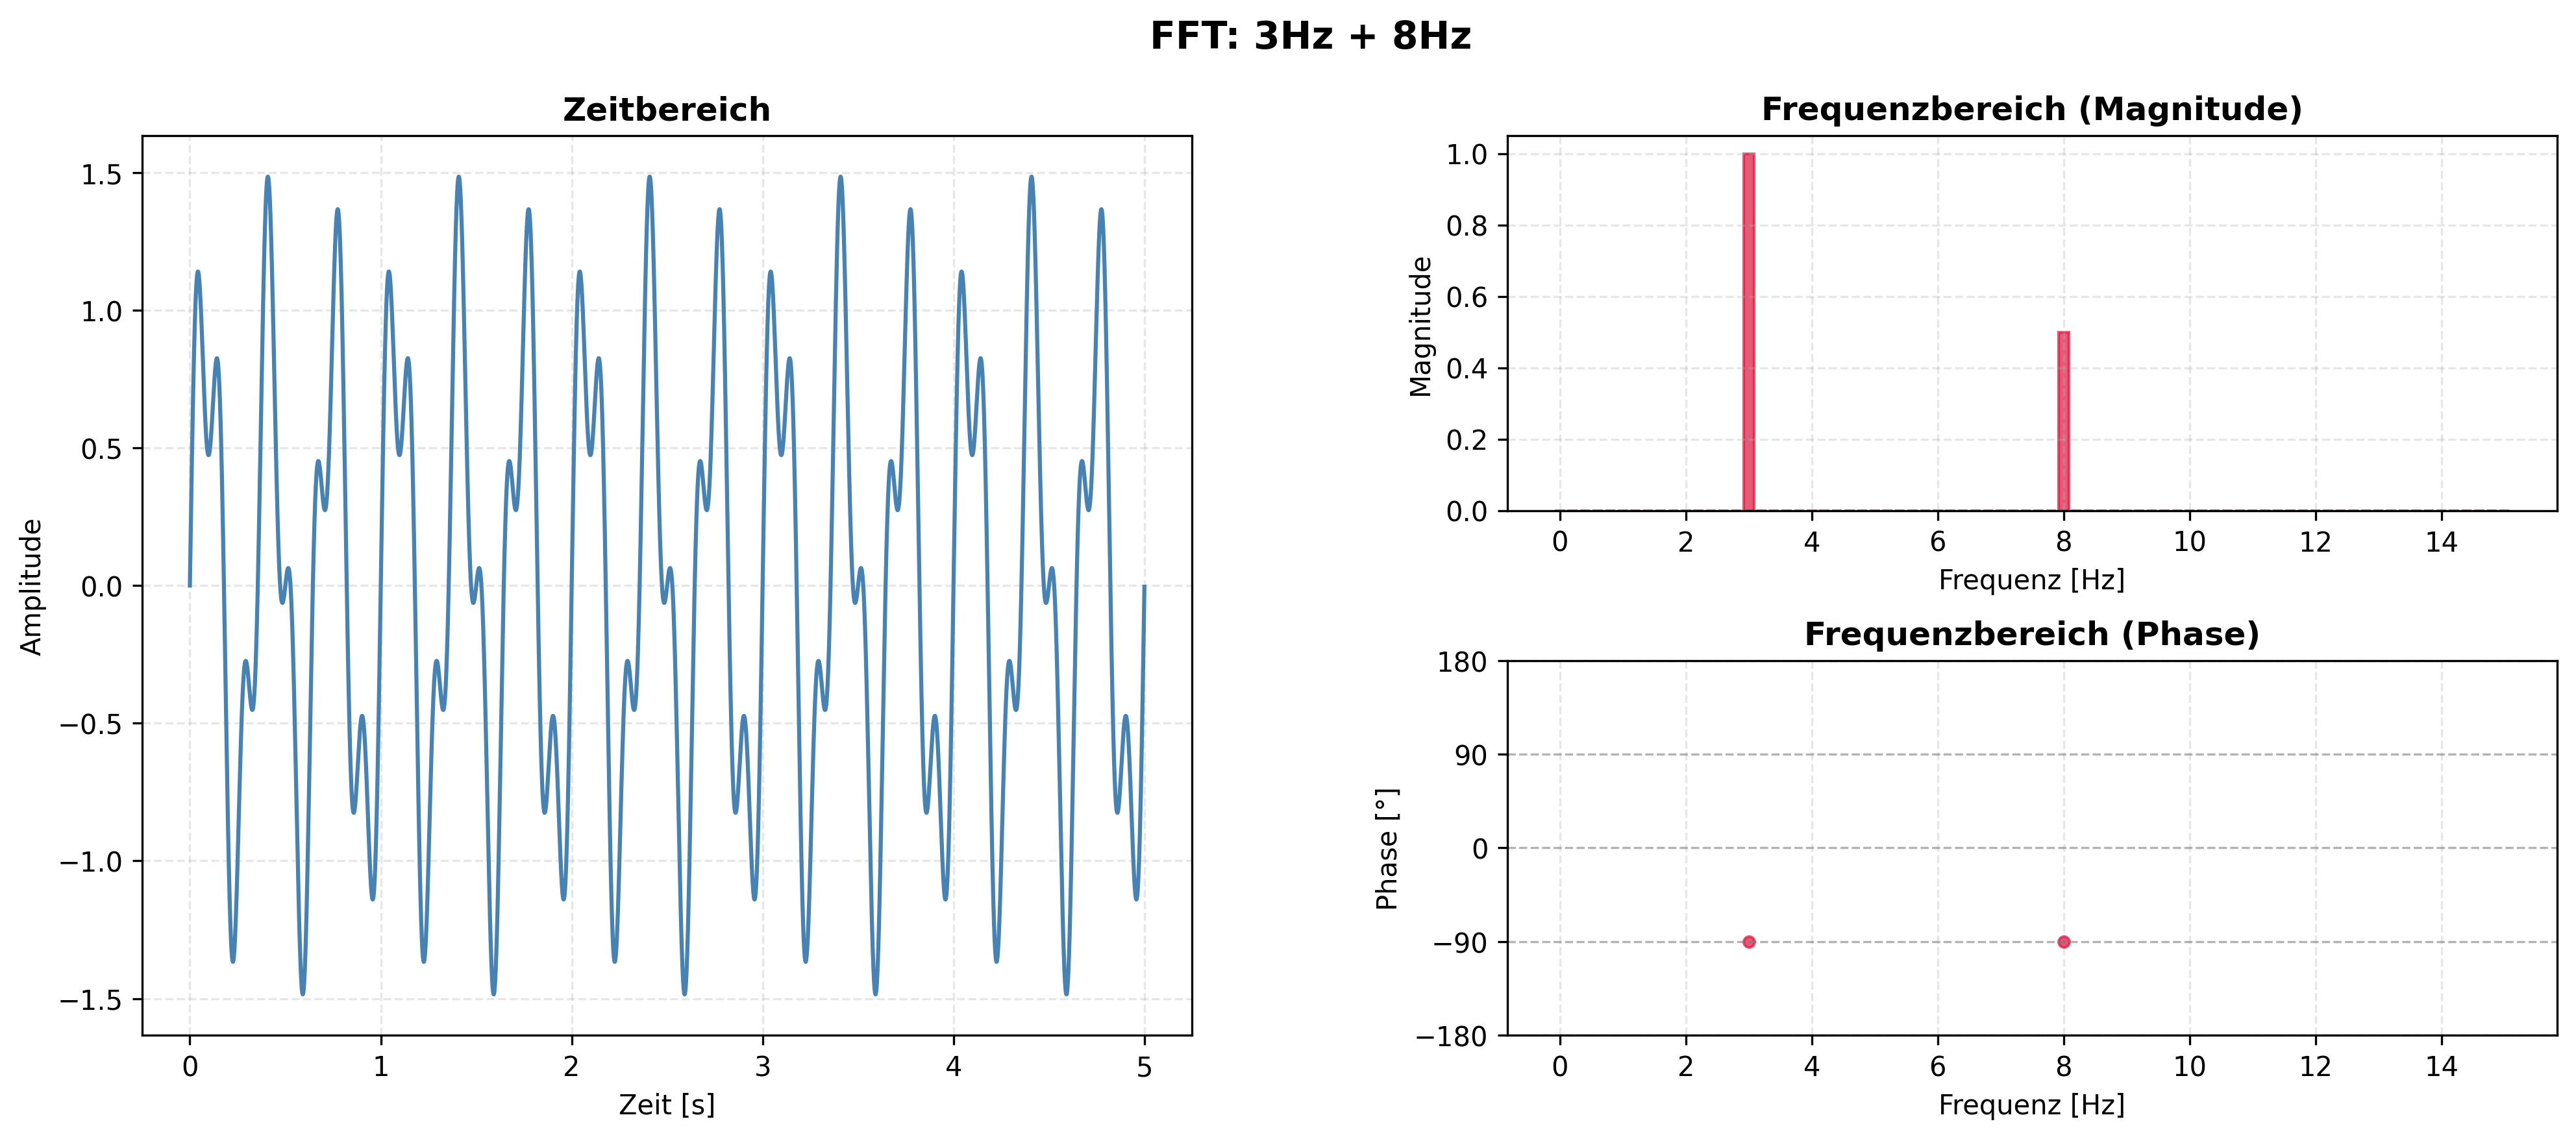 FFT: 3Hz + 8Hz
Zeitbereich
1.5
1.0
0.5
0.0
−0.5
−1.0
−1.5
Amplitude
0 1 2 3 4 5
Zeit [s]
Frequenzbereich (Magnitude)
1.0
0.8
0.6
0.4
0.2
0.0
Magnitude
0 2 4 6 8 10 12 14
Frequenz [Hz]
Frequenzbereich (Phase)
180
90
0
−90
−180
Phase [°]
0 2 4 6 8 10 12 14
Frequenz [Hz]